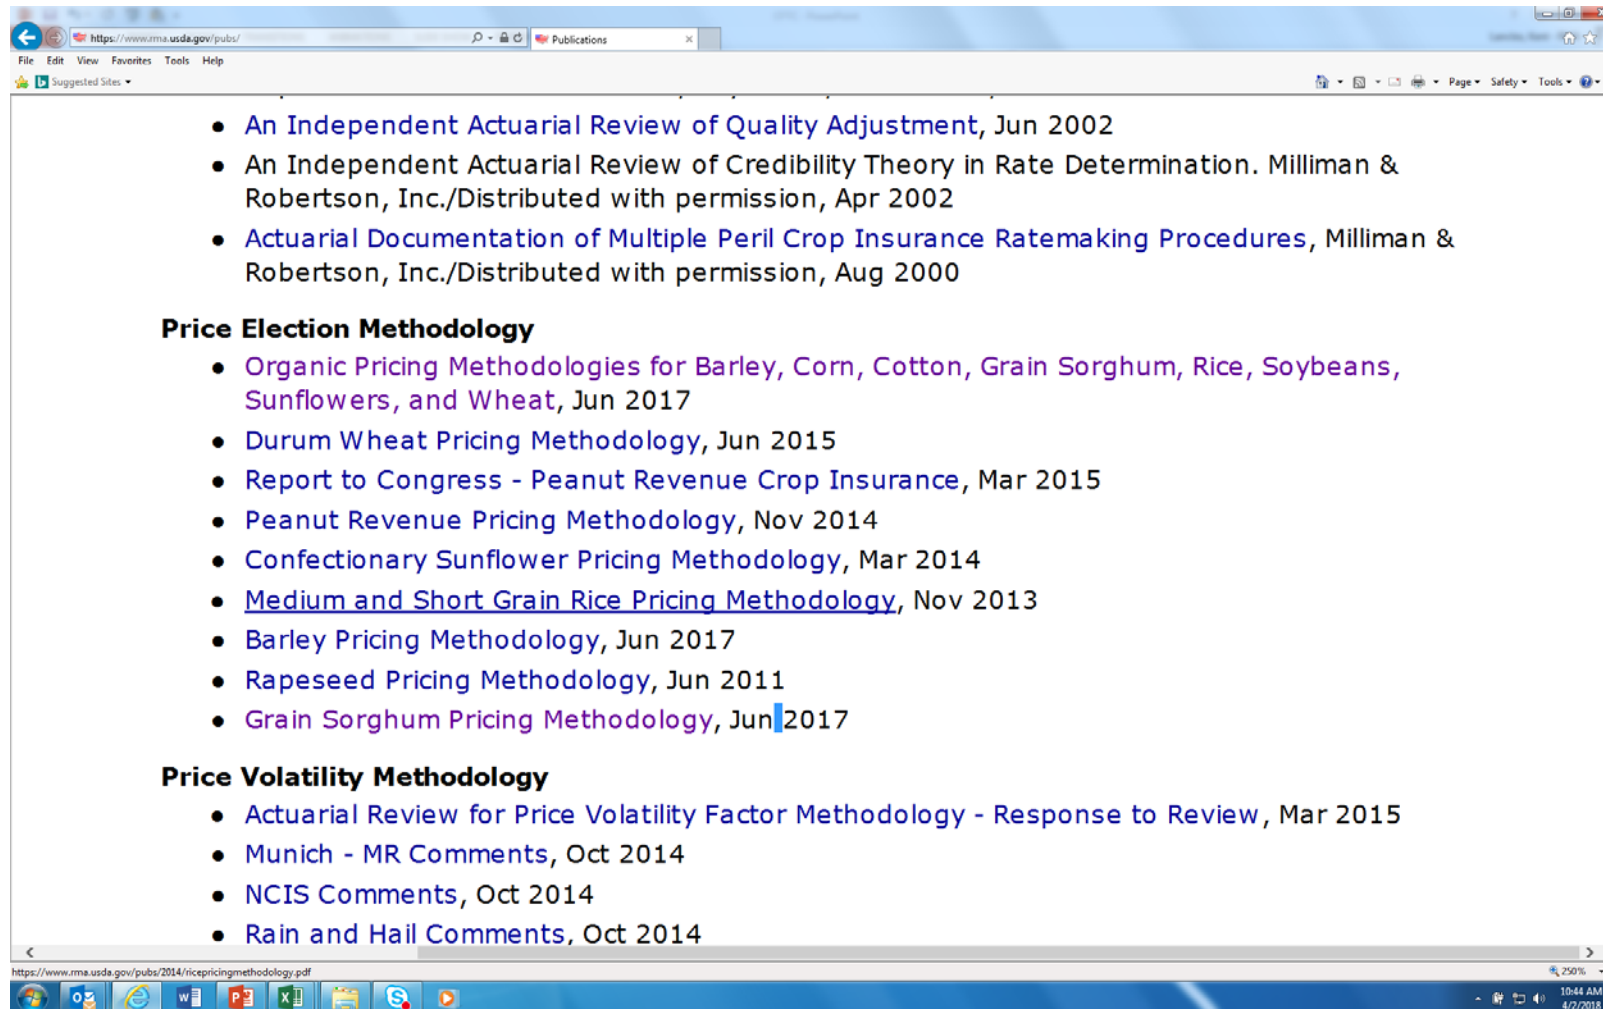 https://www.rma.usda.gov/pubs/
Publications
File Edit View Favorites Tools Help
Suggested Sites
Page Safety Tools
• An Independent Actuarial Review of Quality Adjustment, Jun 2002
• An Independent Actuarial Review of Credibility Theory in Rate Determination. Milliman &
Robertson, Inc./Distributed with permission, Apr 2002
• Actuarial Documentation of Multiple Peril Crop Insurance Ratemaking Procedures, Milliman &
Robertson, Inc./Distributed with permission, Aug 2000
Price Election Methodology
• Organic Pricing Methodologies for Barley, Corn, Cotton, Grain Sorghum, Rice, Soybeans,
Sunflowers, and Wheat, Jun 2017
• Durum Wheat Pricing Methodology, Jun 2015
• Report to Congress - Peanut Revenue Crop Insurance, Mar 2015
• Peanut Revenue Pricing Methodology, Nov 2014
• Confectionary Sunflower Pricing Methodology, Mar 2014
• Medium and Short Grain Rice Pricing Methodology, Nov 2013
• Barley Pricing Methodology, Jun 2017
• Rapeseed Pricing Methodology, Jun 2011
• Grain Sorghum Pricing Methodology, Jun 2017
Price Volatility Methodology
• Actuarial Review for Price Volatility Factor Methodology - Response to Review, Mar 2015
• Munich - MR Comments, Oct 2014
• NCIS Comments, Oct 2014
• Rain and Hail Comments, Oct 2014
https://www.rma.usda.gov/pubs/2014/ricepricingmethodology.pdf
250%
10:44 AM
4/2/2018